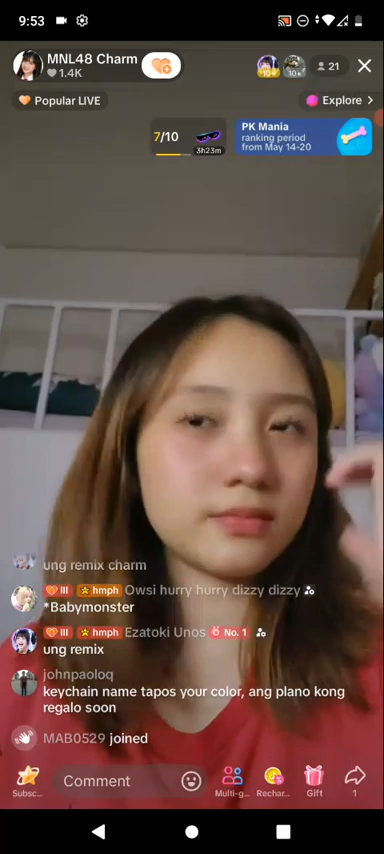 9:53
MNL48 Charm
1.4K
10
10
21
Popular LIVE
Explore >
7/10
3h23m
PK Mania
ranking period
from May 14-20
ung remix charm
III hmph Owsi hurry hurry dizzy dizzy
*Babymonster
III hmph Ezatoki Unos No. 1
ung remix
johnpaoloq
keychain name tapos your color, ang plano kong
regalo soon
MAB0529 joined
Subsc...
Comment
Multi-g...
Rechar...
Gift
1